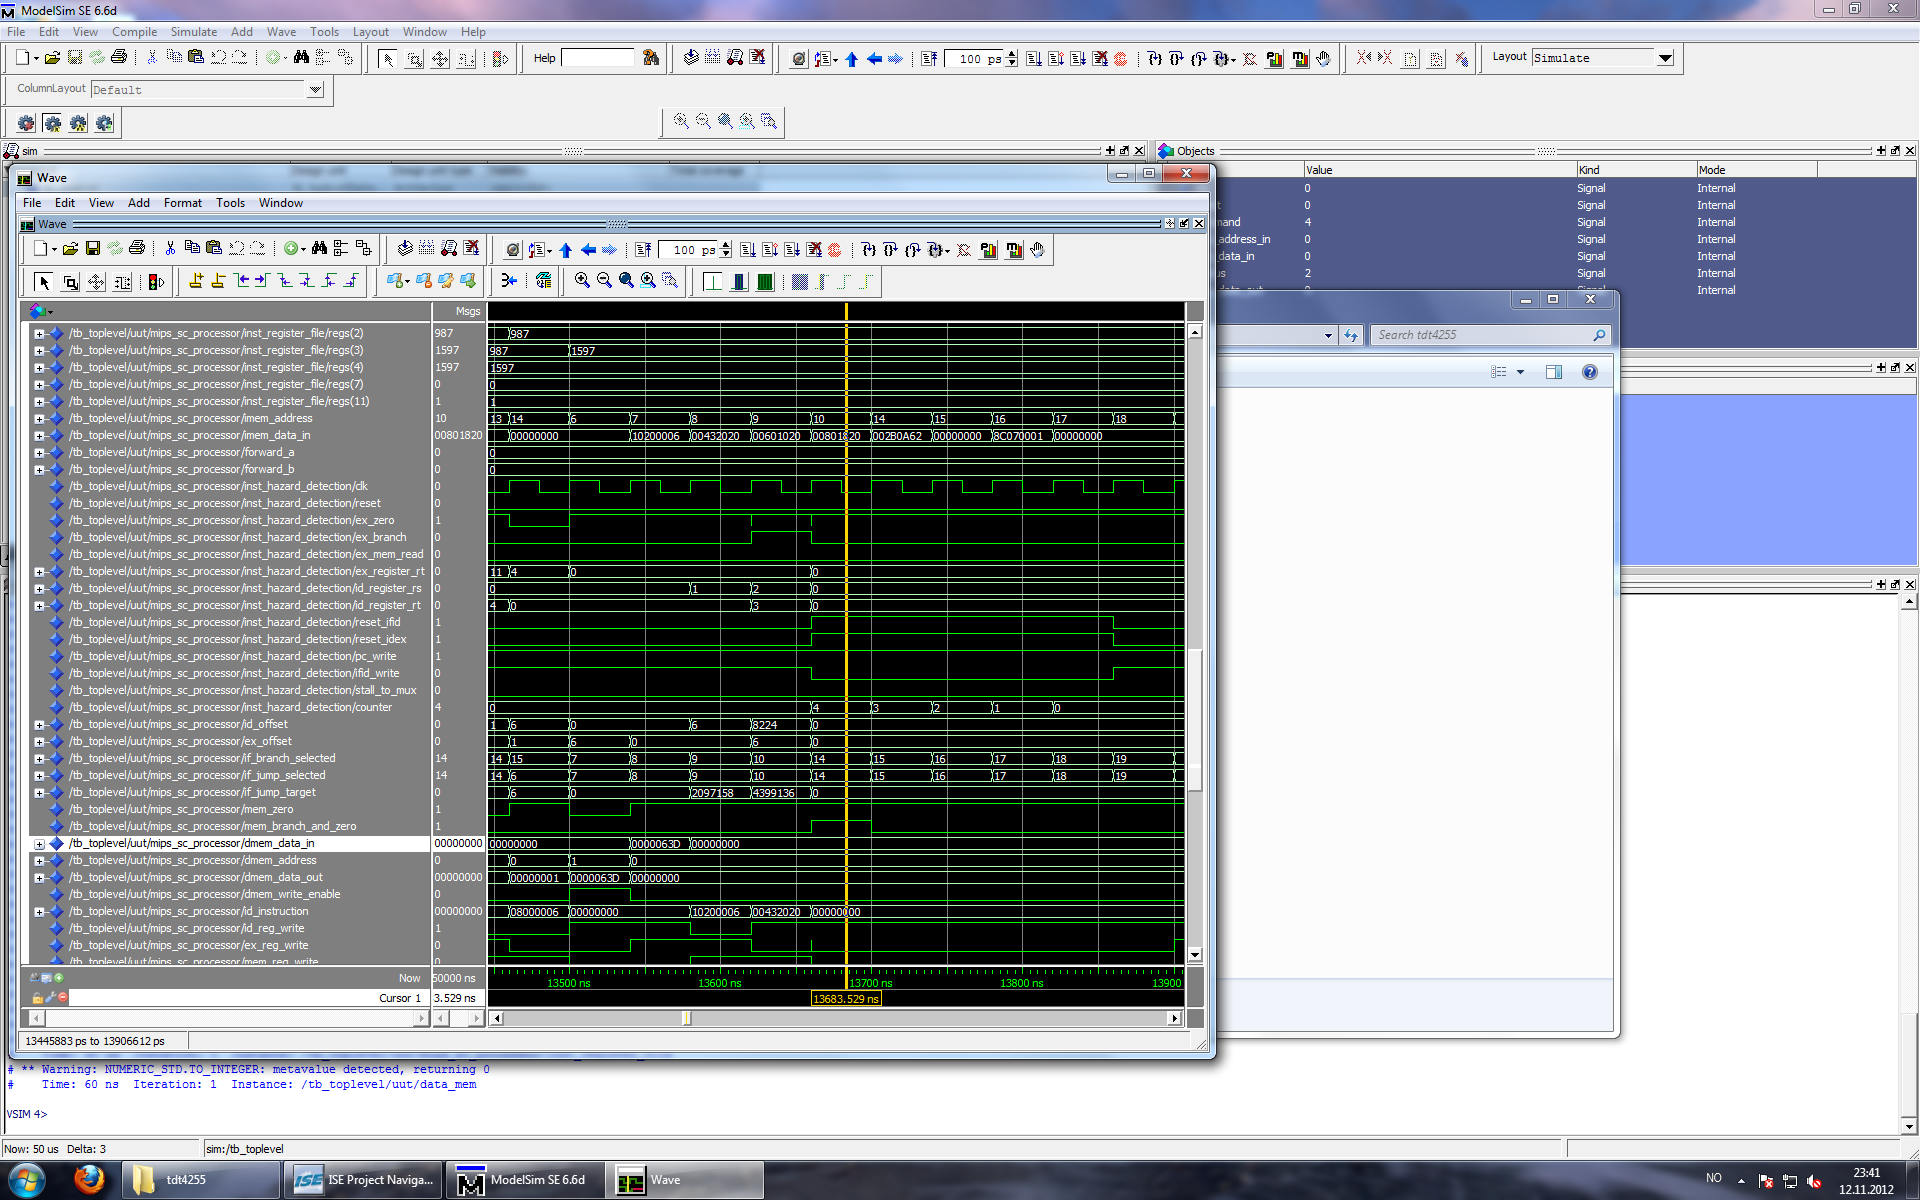 ModelSim SE 6.6d
File Edit View Compile Simulate Add Wave Tools Layout Window Help
Help
100 ps
Layout Simulate
ColumnLayout Default
sim
Objects
Value Kind Mode
0 Signal Internal
0 Signal Internal
4 Signal Internal
address_in 0 Signal Internal
0 Signal Internal
2 Signal Internal
Signal Internal
Wave
File Edit View Add Format Tools Window
Wave
100 ps
Search tdt4255
Msgs
/tb_toplevel/uut/mips_sc_processor/inst_register_file/regs(2) 987 987
/tb_toplevel/uut/mips_sc_processor/inst_register_file/regs(3) 1597 987 1597
/tb_toplevel/uut/mips_sc_processor/inst_register_file/regs(4) 1597 1597
/tb_toplevel/uut/mips_sc_processor/inst_register_file/regs(7) 0 0
/tb_toplevel/uut/mips_sc_processor/inst_register_file/regs(11) 1 1
/tb_toplevel/uut/mips_sc_processor/imem_address 10 13 14 6 7 8 9 10 14 15 16 17 18
/tb_toplevel/uut/mips_sc_processor/imem_data_in 00801820 00000000 10200006 00432020 00601020 00801820 002B0A62 00000000 8C070001 00000000
/tb_toplevel/uut/mips_sc_processor/forward_a 0 0
/tb_toplevel/uut/mips_sc_processor/forward_b 0 0
/tb_toplevel/uut/mips_sc_processor/inst_hazard_detection/clk 0
/tb_toplevel/uut/mips_sc_processor/inst_hazard_detection/reset 0
/tb_toplevel/uut/mips_sc_processor/inst_hazard_detection/ex_zero 1
/tb_toplevel/uut/mips_sc_processor/inst_hazard_detection/ex_branch 0
/tb_toplevel/uut/mips_sc_processor/inst_hazard_detection/ex_mem_read 0
/tb_toplevel/uut/mips_sc_processor/inst_hazard_detection/ex_register_rt 0 11 4 0 0
/tb_toplevel/uut/mips_sc_processor/inst_hazard_detection/id_register_rs 0 0 1 2 0
/tb_toplevel/uut/mips_sc_processor/inst_hazard_detection/id_register_rt 0 4 0 3 0
/tb_toplevel/uut/mips_sc_processor/inst_hazard_detection/reset_ifid 1
/tb_toplevel/uut/mips_sc_processor/inst_hazard_detection/reset_idex 1
/tb_toplevel/uut/mips_sc_processor/inst_hazard_detection/pc_write 1
/tb_toplevel/uut/mips_sc_processor/inst_hazard_detection/ifid_write 0
/tb_toplevel/uut/mips_sc_processor/inst_hazard_detection/stall_to_mux 0
/tb_toplevel/uut/mips_sc_processor/inst_hazard_detection/counter 4 0 4 3 2 1 0
/tb_toplevel/uut/mips_sc_processor/id_offset 0 1 6 0 6 8224 0
/tb_toplevel/uut/mips_sc_processor/ex_offset 0 1 6 0 6 0
/tb_toplevel/uut/mips_sc_processor/if_branch_selected 14 14 15 7 8 9 10 14 15 16 17 18 19
/tb_toplevel/uut/mips_sc_processor/if_jump_selected 14 14 6 7 8 9 10 14 15 16 17 18 19
/tb_toplevel/uut/mips_sc_processor/if_jump_target 0 6 0 2097158 4399136 0
/tb_toplevel/uut/mips_sc_processor/mem_zero 1
/tb_toplevel/uut/mips_sc_processor/mem_branch_and_zero 1
/tb_toplevel/uut/mips_sc_processor/dmem_data_in 00000000 00000000 0000063D 00000000
/tb_toplevel/uut/mips_sc_processor/dmem_address 0 0 1 0
/tb_toplevel/uut/mips_sc_processor/dmem_data_out 00000000 00000001 0000063D 00000000
/tb_toplevel/uut/mips_sc_processor/dmem_write_enable 0
/tb_toplevel/uut/mips_sc_processor/id_instruction 00000000 08000006 00000000 10200006 00432020 00000000
/tb_toplevel/uut/mips_sc_processor/id_reg_write 1
/tb_toplevel/uut/mips_sc_processor/ex_reg_write 0
/tb_toplevel/uut/mips_sc_processor/mem_reg_write 0
Now 50000 ns 13500 ns 13600 ns 13700 ns 13800 ns 13900
Cursor 1 3.529 ns 13683.529 ns
13445883 ps to 13906612 ps
# ** Warning: NUMERIC_STD.TO_INTEGER: metavalue detected, returning 0
# Time: 60 ns Iteration: 1 Instance: /tb_toplevel/uut/data_mem
VSIM 4>
Now: 50 us Delta: 3 sim:/tb_toplevel
tdt4255 ISE Project Naviga... ModelSim SE 6.6d Wave NO 23:41
12.11.2012